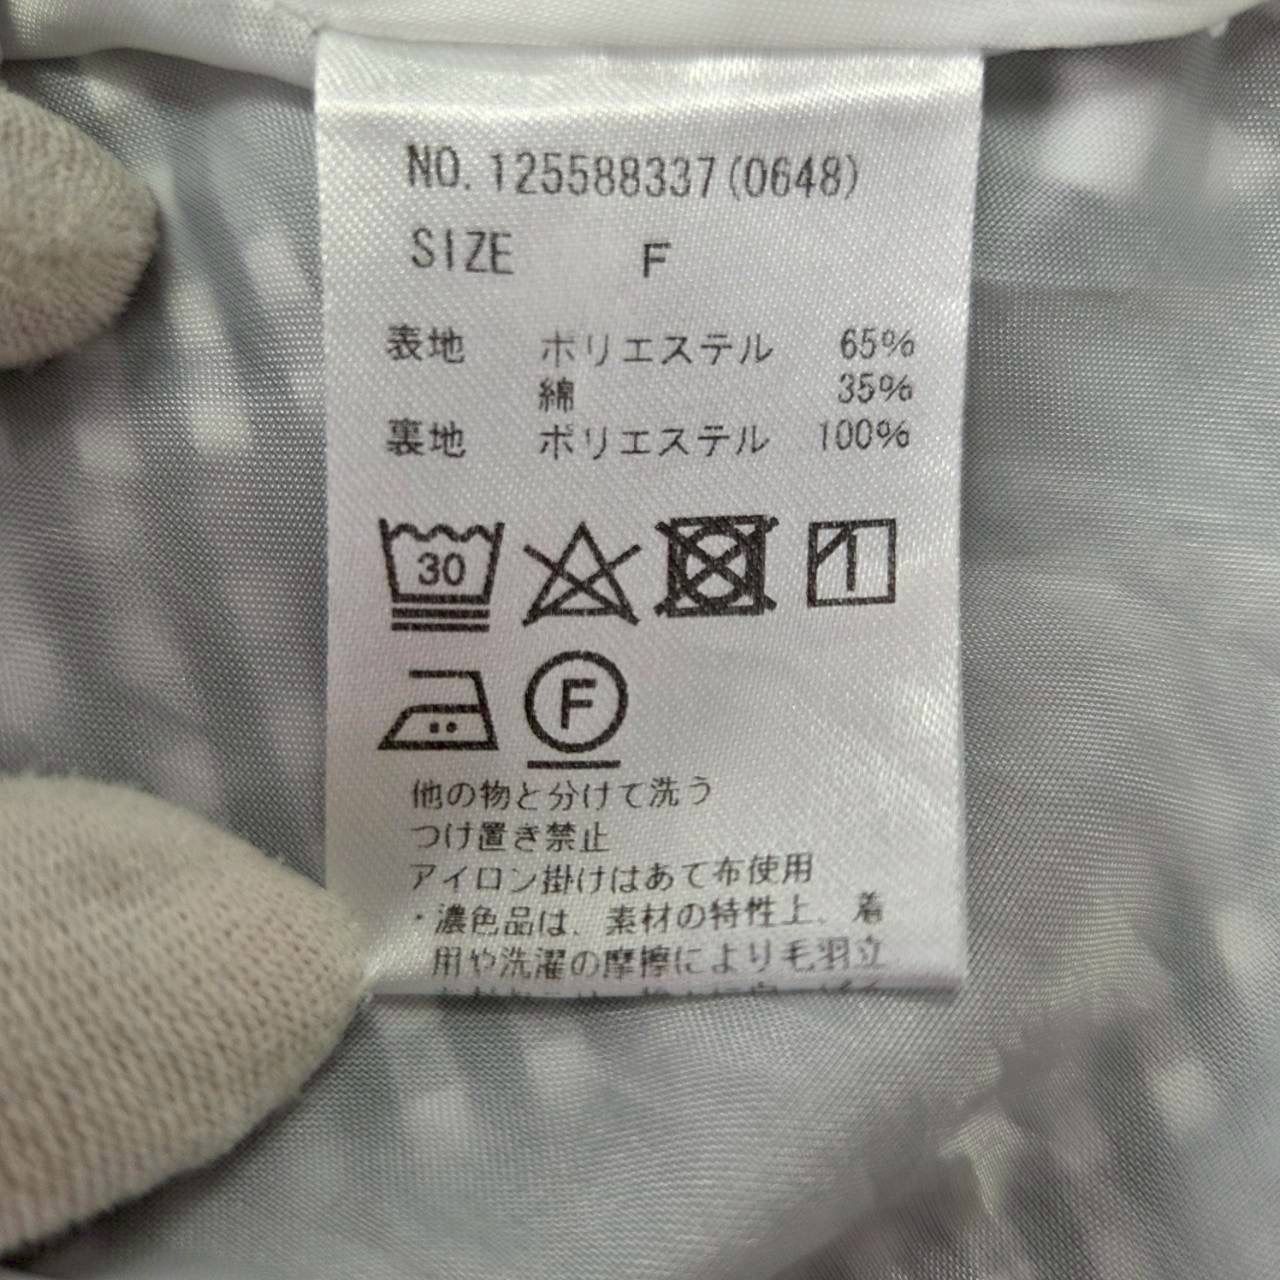 NO.125588337(0648)
SIZE F
表地 ポリエステル 65%
綿 35%
裏地 ポリエステル 100%
30
F
他の物と分けて洗う
つけ置き禁止
アイロン掛けはあて布使用
・濃色品は、素材の特性上、着
用や洗濯の摩擦により毛羽立